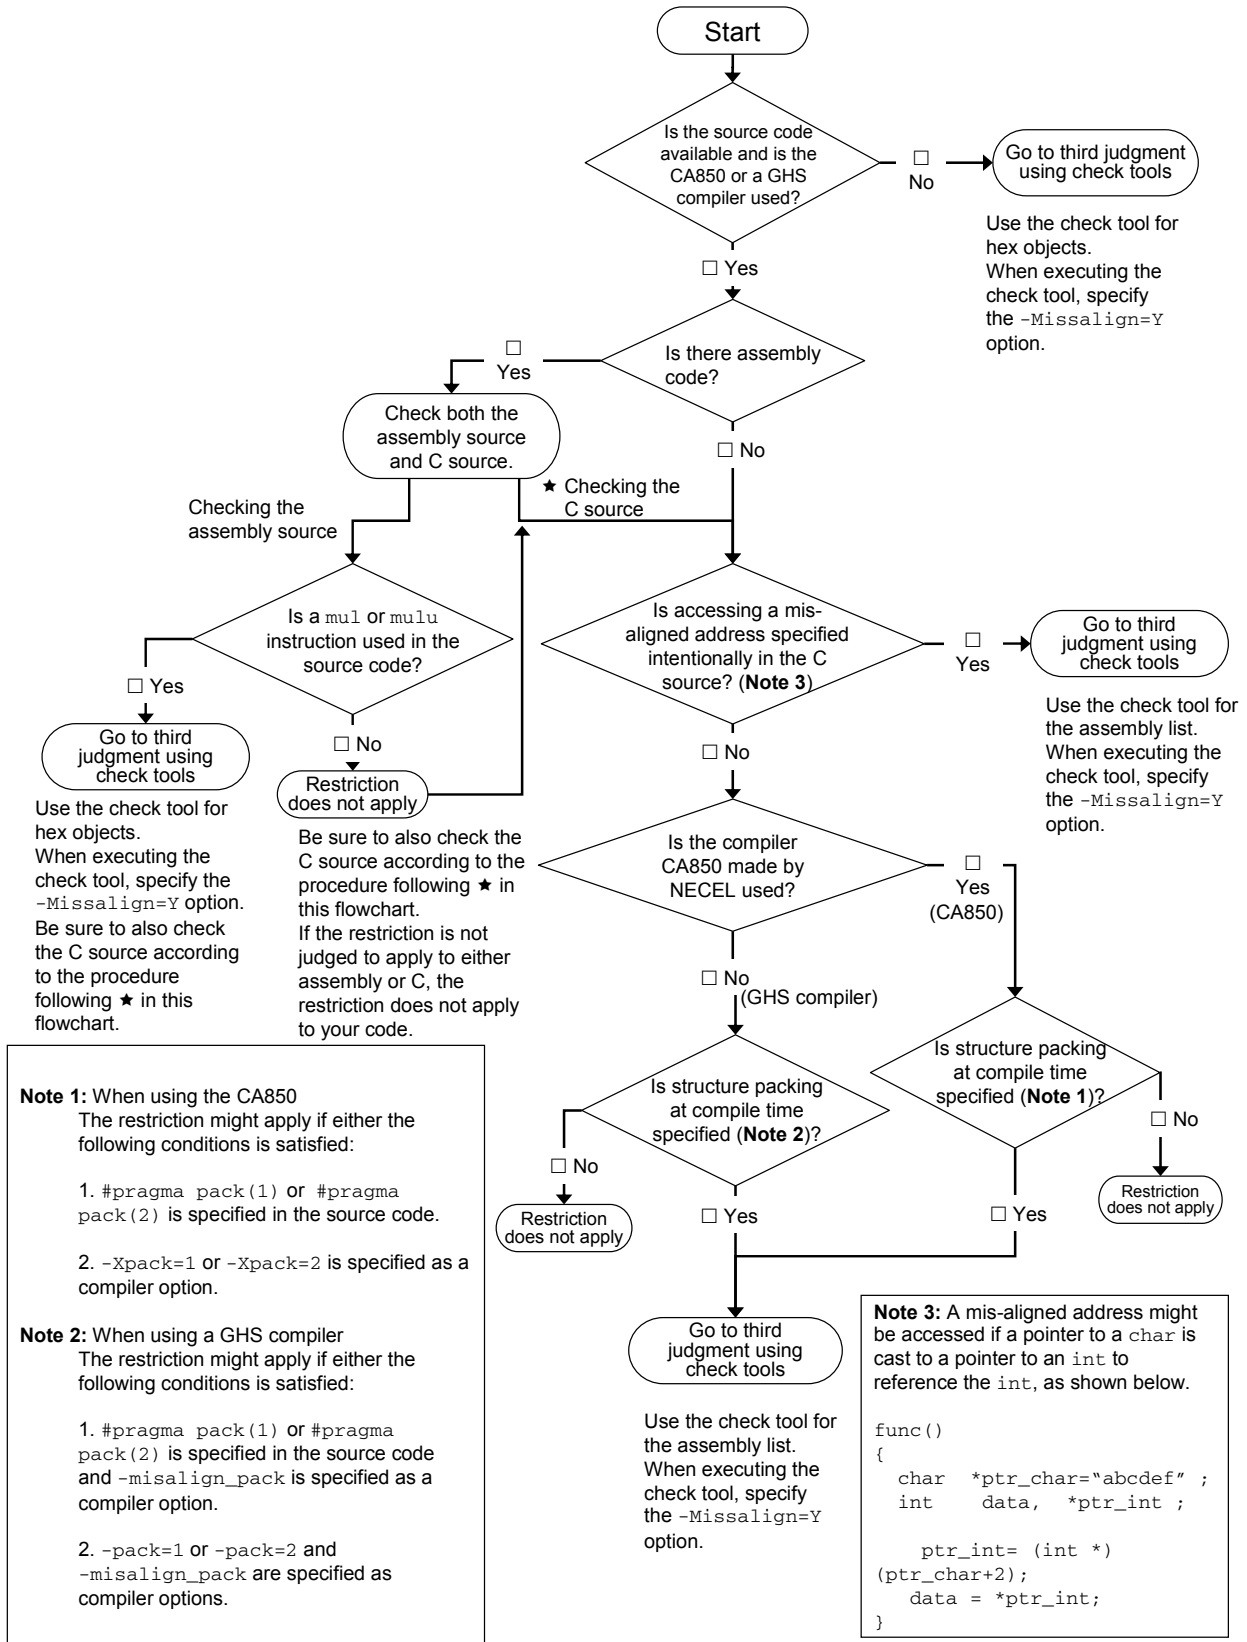 Start
Is the source code
available and is the
CA850 or a GHS
compiler used?
☐
No
Go to third judgment
using check tools
Use the check tool for
hex objects.
When executing the
check tool, specify
the -Missalign=Y
option.
☐ Yes
Is there assembly
code?
☐
Yes
Check both the
assembly source
and C source.
☐ No
★ Checking the
C source
Checking the
assembly source
Is a mul or mulu
instruction used in the
source code?
☐ Yes
Go to third
judgment using
check tools
Use the check tool for
hex objects.
When executing the
check tool, specify the
-Missalign=Y option.
Be sure to also check
the C source according
to the procedure
following ★ in this
flowchart.
☐ No
Restriction
does not apply
Be sure to also check the
C source according to the
procedure following ★ in
this flowchart.
If the restriction is not
judged to apply to either
assembly or C, the
restriction does not apply
to your code.
Is accessing a mis-
aligned address specified
intentionally in the C
source? (Note 3)
☐
Yes
Go to third
judgment using
check tools
Use the check tool for
the assembly list.
When executing the
check tool, specify
the -Missalign=Y
option.
☐ No
Is the compiler
CA850 made by
NECEL used?
☐
Yes
(CA850)
☐ No
(GHS compiler)
Is structure packing
at compile time
specified (Note 1)?
☐ No
Restriction
does not apply
☐ Yes
Is structure packing
at compile time
specified (Note 2)?
☐ No
Restriction
does not apply
☐ Yes
Go to third
judgment using
check tools
Use the check tool for
the assembly list.
When executing the
check tool, specify
the -Missalign=Y
option.
Note 1: When using the CA850
The restriction might apply if either the
following conditions is satisfied:
1. #pragma pack(1) or #pragma
pack(2) is specified in the source code.
2. -Xpack=1 or -Xpack=2 is specified as a
compiler option.
Note 2: When using a GHS compiler
The restriction might apply if either the
following conditions is satisfied:
1. #pragma pack(1) or #pragma
pack(2) is specified in the source code
and -misalign_pack is specified as a
compiler option.
2. -pack=1 or -pack=2 and
-misalign_pack are specified as
compiler options.
Note 3: A mis-aligned address might
be accessed if a pointer to a char is
cast to a pointer to an int to
reference the int, as shown below.
func()
{
char *ptr_char="abcdef" ;
int data, *ptr_int ;
ptr_int= (int *)
(ptr_char+2);
data = *ptr_int;
}